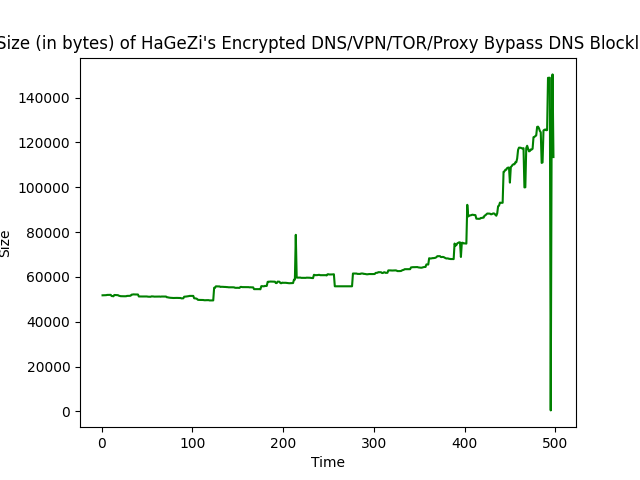 Size (in bytes) of HaGeZi's Encrypted DNS/VPN/TOR/Proxy Bypass DNS Blockl
140000
120000
100000
80000
60000
40000
20000
0
Size
0 100 200 300 400 500
Time